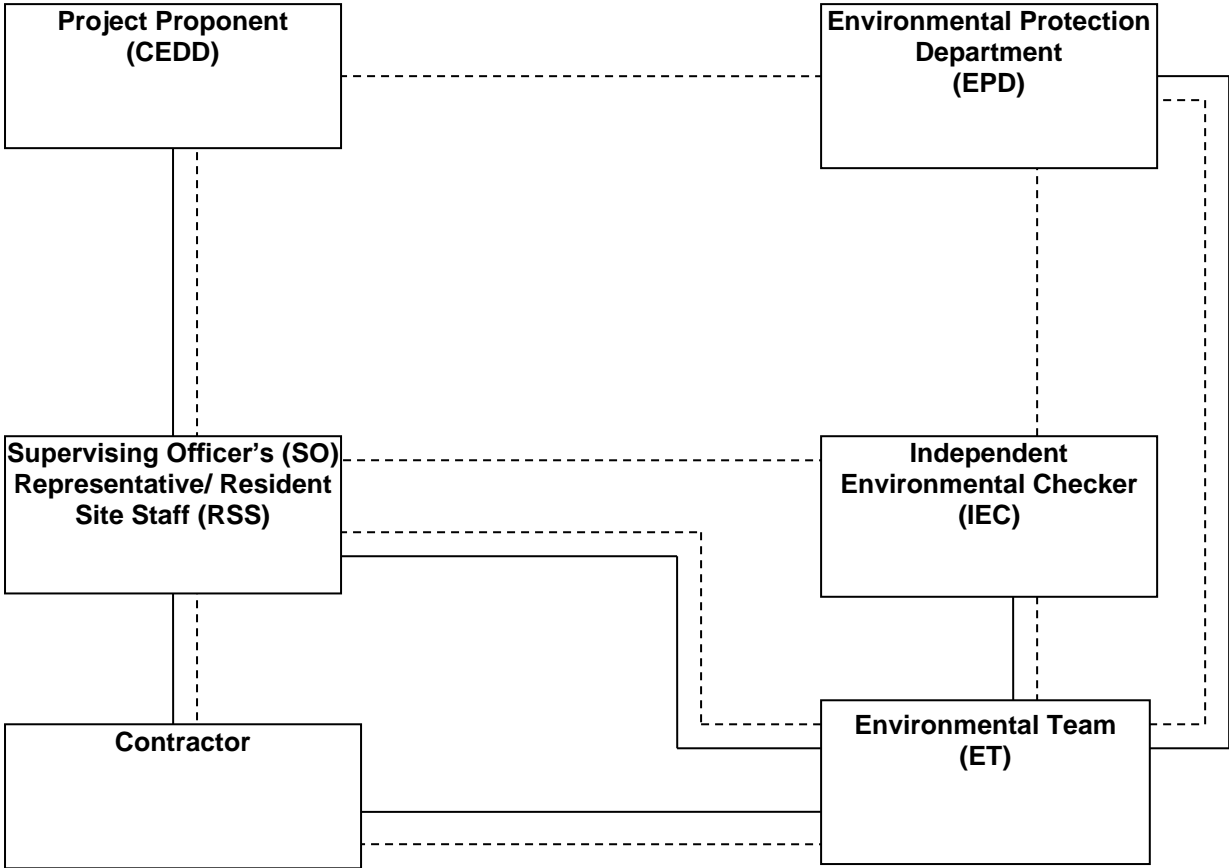 Project Proponent
(CEDD)
Environmental Protection
Department
(EPD)
Supervising Officer’s (SO)
Representative/ Resident
Site Staff (RSS)
Independent
Environmental Checker
(IEC)
Contractor
Environmental Team
(ET)